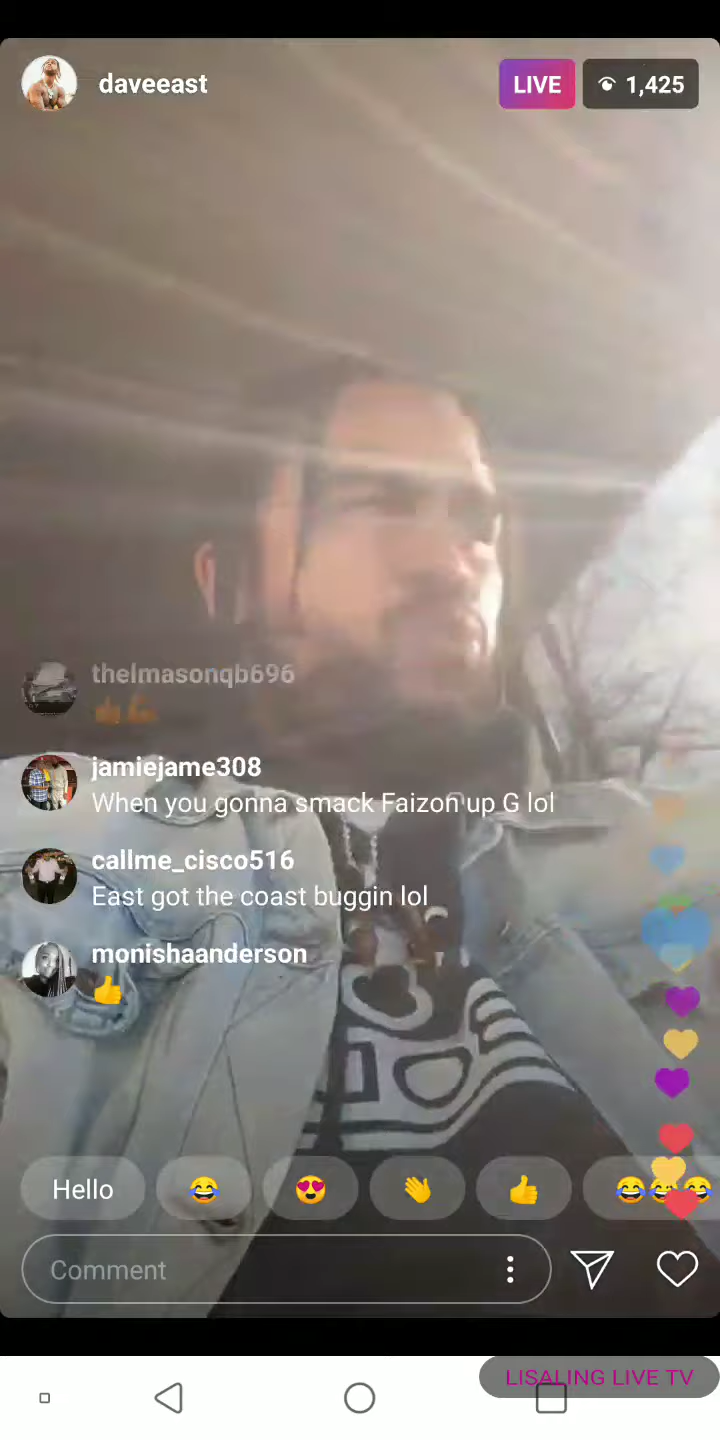 daveeast
LIVE
1,425
thelmasonqb696
jamiejame308
When you gonna smack Faizon up G lol
callme_cisco516
East got the coast buggin lol
monishaanderson
Hello
Comment
LISALING LIVE TV